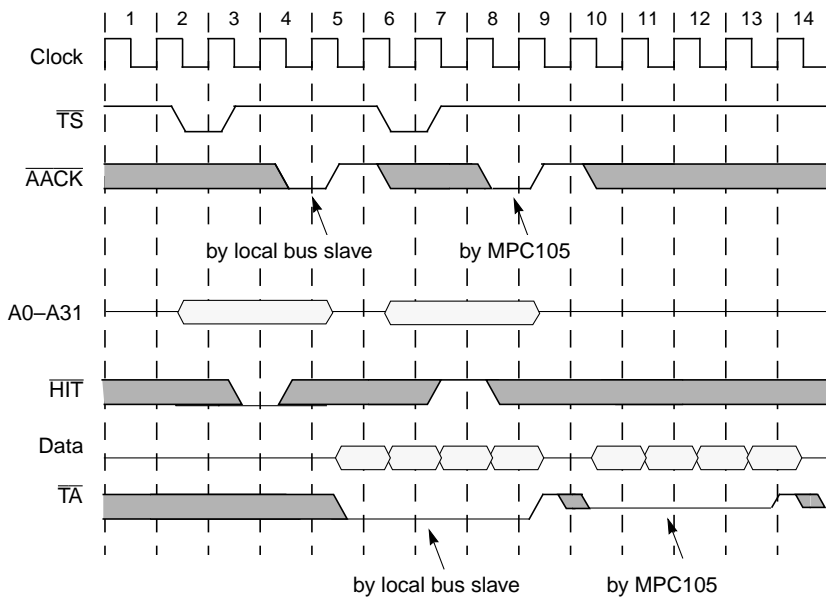 1 2 3 4 5 6 7 8 9 10 11 12 13 14
Clock
TS
AACK
by local bus slave
by MPC105
A0–A31
HIT
Data
TA
by local bus slave
by MPC105